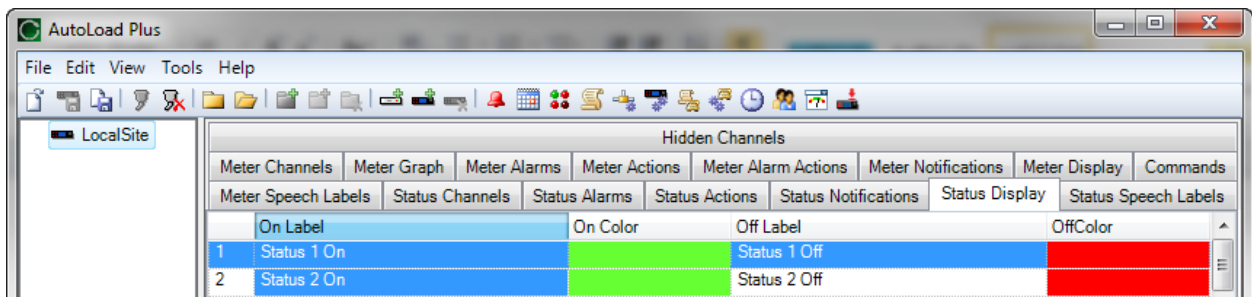 AutoLoad Plus
File Edit View Tools Help
LocalSite
Hidden Channels
Meter Channels Meter Graph Meter Alarms Meter Actions Meter Alarm Actions Meter Notifications Meter Display Commands
Meter Speech Labels Status Channels Status Alarms Status Actions Status Notifications Status Display Status Speech Labels
On Label On Color Off Label OffColor
1 Status 1 On Status 1 Off
2 Status 2 On Status 2 Off